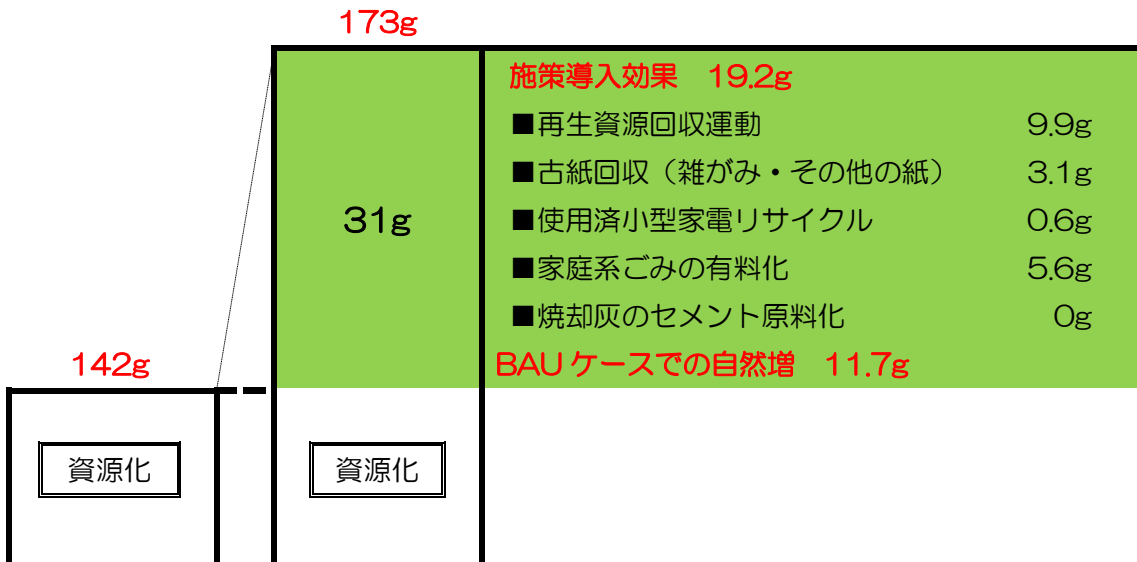 173g
施策導入効果 19.2g
■再生資源回収運動 9.9g
■古紙回収（雑がみ・その他の紙） 3.1g
31g
■使用済小型家電リサイクル 0.6g
■家庭系ごみの有料化 5.6g
■焼却灰のセメント原料化 0g
142g
BAUケースでの自然増 11.7g
資源化
資源化